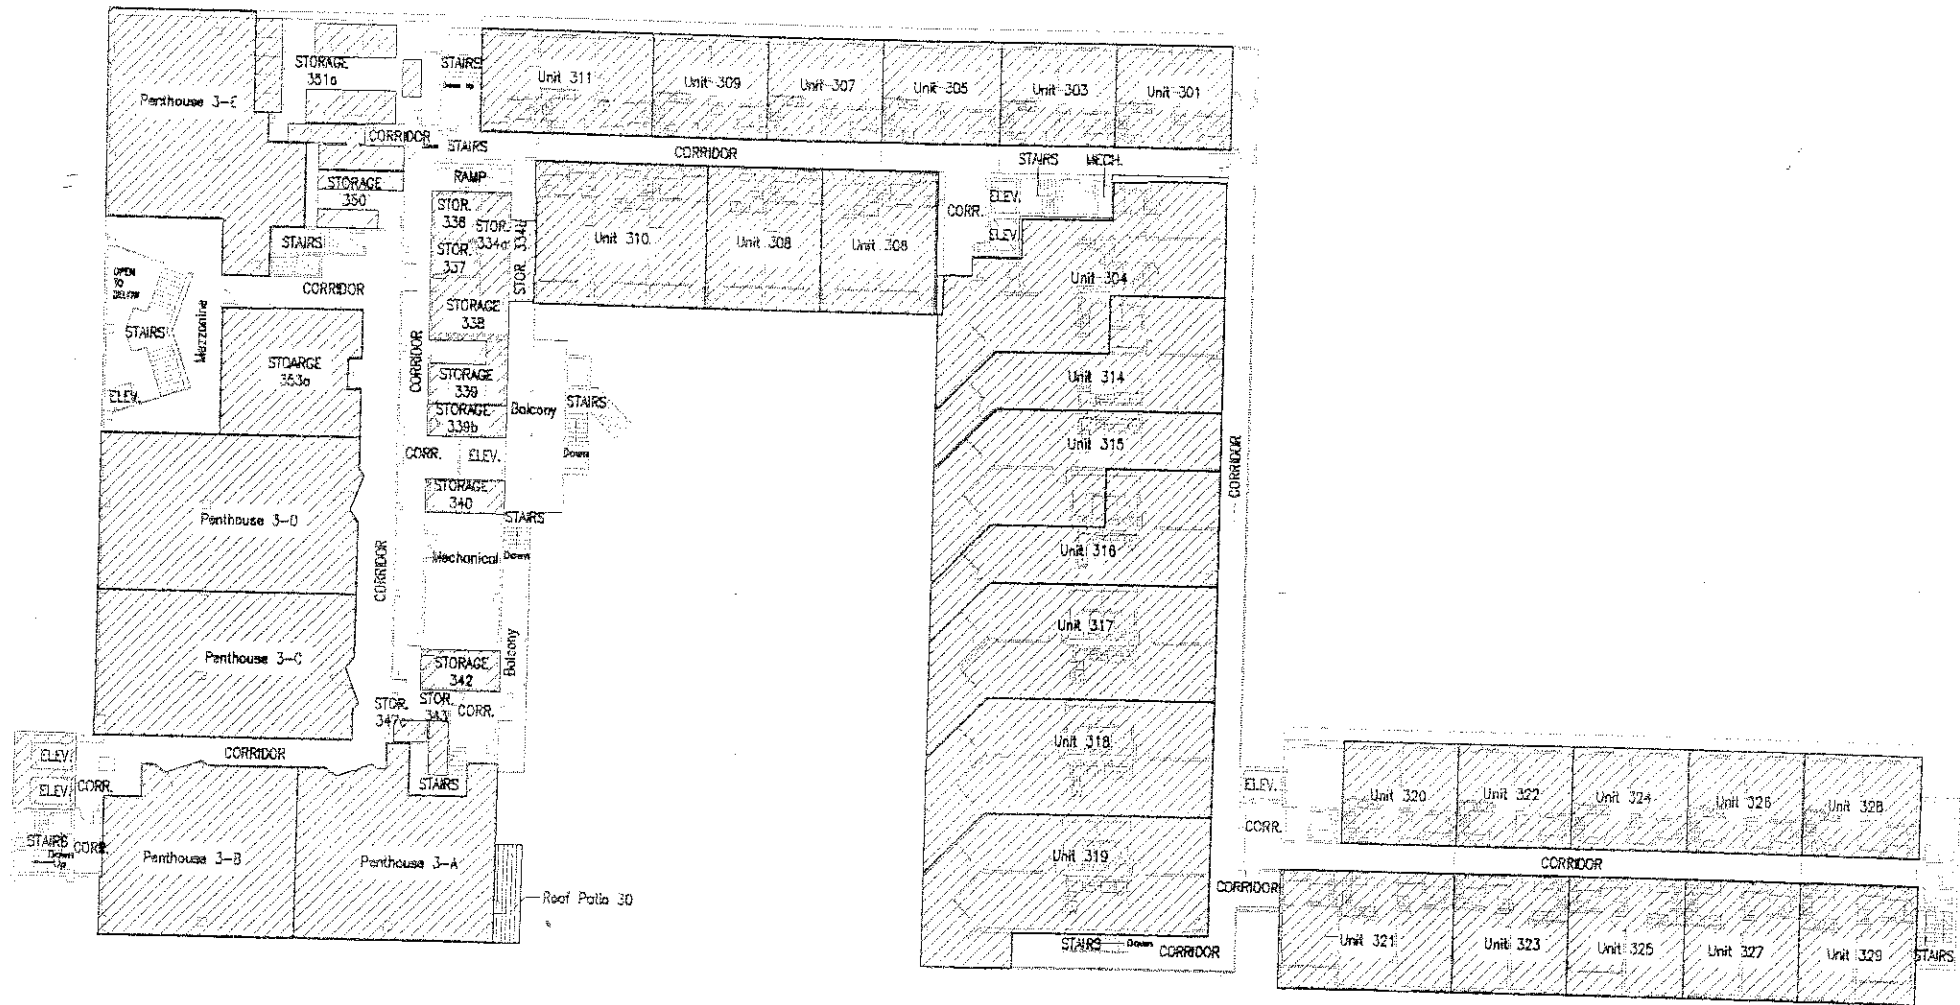 Penthouse 3-E
STORAGE
351a
STAIRS
Down Up
Unit 311
Unit 309
Unit 307
Unit 305
Unit 303
Unit 301
CORRIDOR
STAIRS
CORRIDOR
STAIRS
MECH.
RAMP
STORAGE
350
STOR.
336
STOR.
334a
STOR. 334b
STOR.
337
STORAGE
338
Unit 310
Unit 308
Unit 308
CORR.
ELEV.
ELEV.
Unit 304
STAIRS
CORRIDOR
OPEN
TO
BELOW
STAIRS
ELEV.
Mezzanine
STOARGE
353a
CORRIDOR
STORAGE
339
STORAGE
339b
Balcony
STAIRS
Down
CORR.
ELEV.
STORAGE
340
STAIRS
Down
Mechanical
Penthouse 3-D
CORRIDOR
Penthouse 3-C
Balcony
STORAGE
342
STOR.
347c
STOR.
343
CORR.
Unit 314
Unit 315
CORRIDOR
Unit 316
Unit 317
Unit 318
Unit 319
ELEV.
ELEV.
CORR.
CORRIDOR
STAIRS
STAIRS
Down
Up
CORR.
Penthouse 3-B
Penthouse 3-A
Roof Patio 30
ELEV.
CORR.
CORRIDOR
STAIRS
Down
CORRIDOR
Unit 320
Unit 322
Unit 324
Unit 326
Unit 328
CORRIDOR
Unit 321
Unit 323
Unit 325
Unit 327
Unit 329
STAIRS